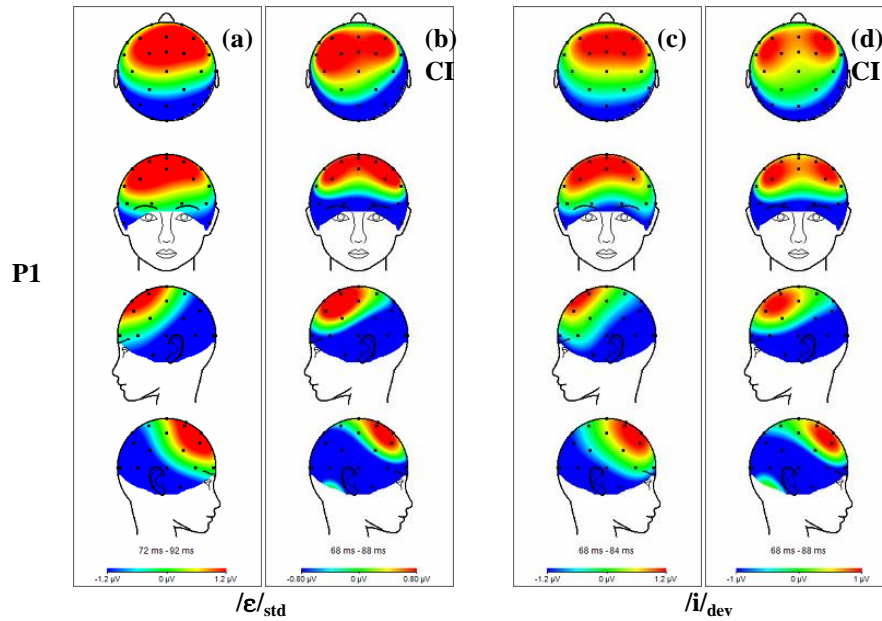 (a)
(b)
CI
(c)
(d)
CI
P1
72 ms - 92 ms
68 ms - 88 ms
68 ms - 84 ms
68 ms - 88 ms
-1.2 µV 0 µV 1.2 µV
-0.80 µV 0 µV 0.80 µV
-1.2 µV 0 µV 1.2 µV
-1 µV 0 µV 1 µV
/ɛ/std
/i/dev